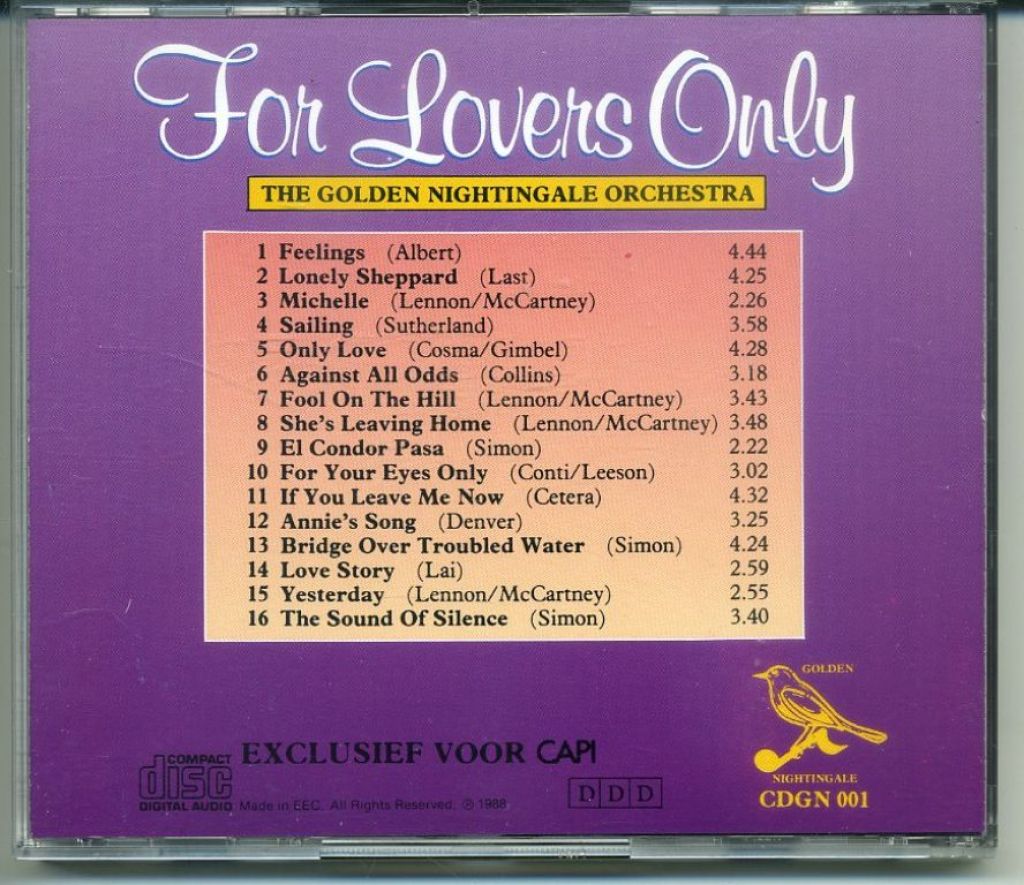 For Lovers Only
THE GOLDEN NIGHTINGALE ORCHESTRA
1 Feelings (Albert) 4.44
2 Lonely Sheppard (Last) 4.25
3 Michelle (Lennon/McCartney) 2.26
4 Sailing (Sutherland) 3.58
5 Only Love (Cosma/Gimbel) 4.28
6 Against All Odds (Collins) 3.18
7 Fool On The Hill (Lennon/McCartney) 3.43
8 She's Leaving Home (Lennon/McCartney) 3.48
9 El Condor Pasa (Simon) 2.22
10 For Your Eyes Only (Conti/Leeson) 3.02
11 If You Leave Me Now (Cetera) 4.32
12 Annie's Song (Denver) 3.25
13 Bridge Over Troubled Water (Simon) 4.24
14 Love Story (Lai) 2.59
15 Yesterday (Lennon/McCartney) 2.55
16 The Sound Of Silence (Simon) 3.40
GOLDEN
NIGHTINGALE
CDGN 001
EXCLUSIEF VOOR CAPI
COMPACT
disc
DIGITAL AUDIO
Made in EEC. All Rights Reserved. ℗ 1988
DDD